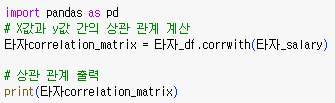 import pandas as pd
# X값과 y값 간의 상관 관계 계산
타자correlation_matrix = 타자_df.corrwith(타자_salary)
# 상관 관계 출력
print(타자correlation_matrix)